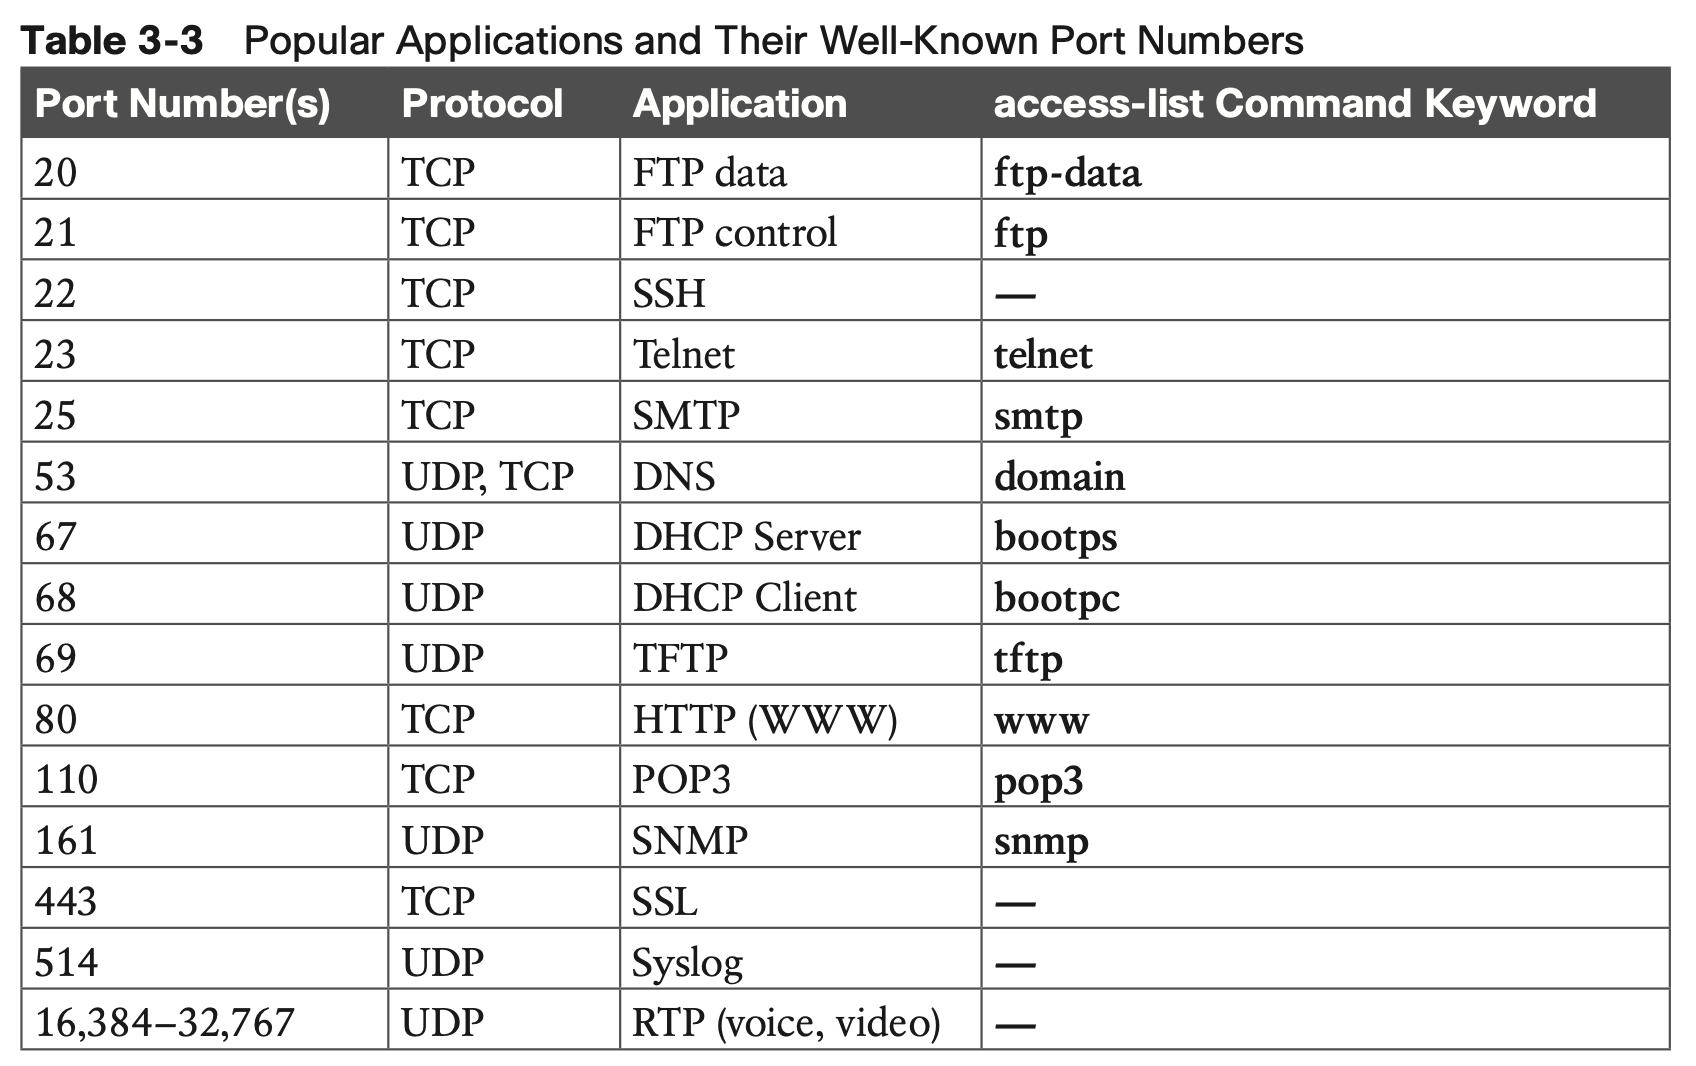 Table 3-3 Popular Applications and Their Well-Known Port Numbers
Port Number(s) Protocol Application access-list Command Keyword
20 TCP FTP data ftp-data
21 TCP FTP control ftp
22 TCP SSH —
23 TCP Telnet telnet
25 TCP SMTP smtp
53 UDP, TCP DNS domain
67 UDP DHCP Server bootps
68 UDP DHCP Client bootpc
69 UDP TFTP tftp
80 TCP HTTP (WWW) www
110 TCP POP3 pop3
161 UDP SNMP snmp
443 TCP SSL —
514 UDP Syslog —
16,384–32,767 UDP RTP (voice, video) —